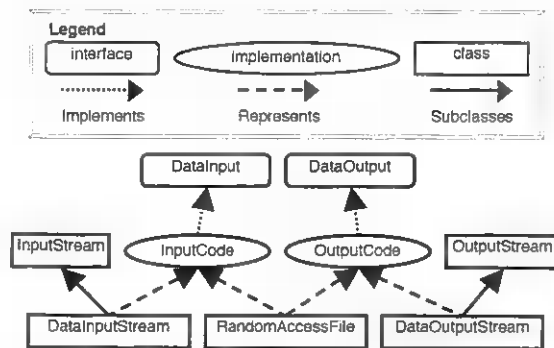 Legend
interface
implementation
class
Implements
Represents
Subclasses
DataInput
DataOutput
InputStream
InputCode
OutputCode
OutputStream
DataInputStream
RandomAccessFile
DataOutputStream